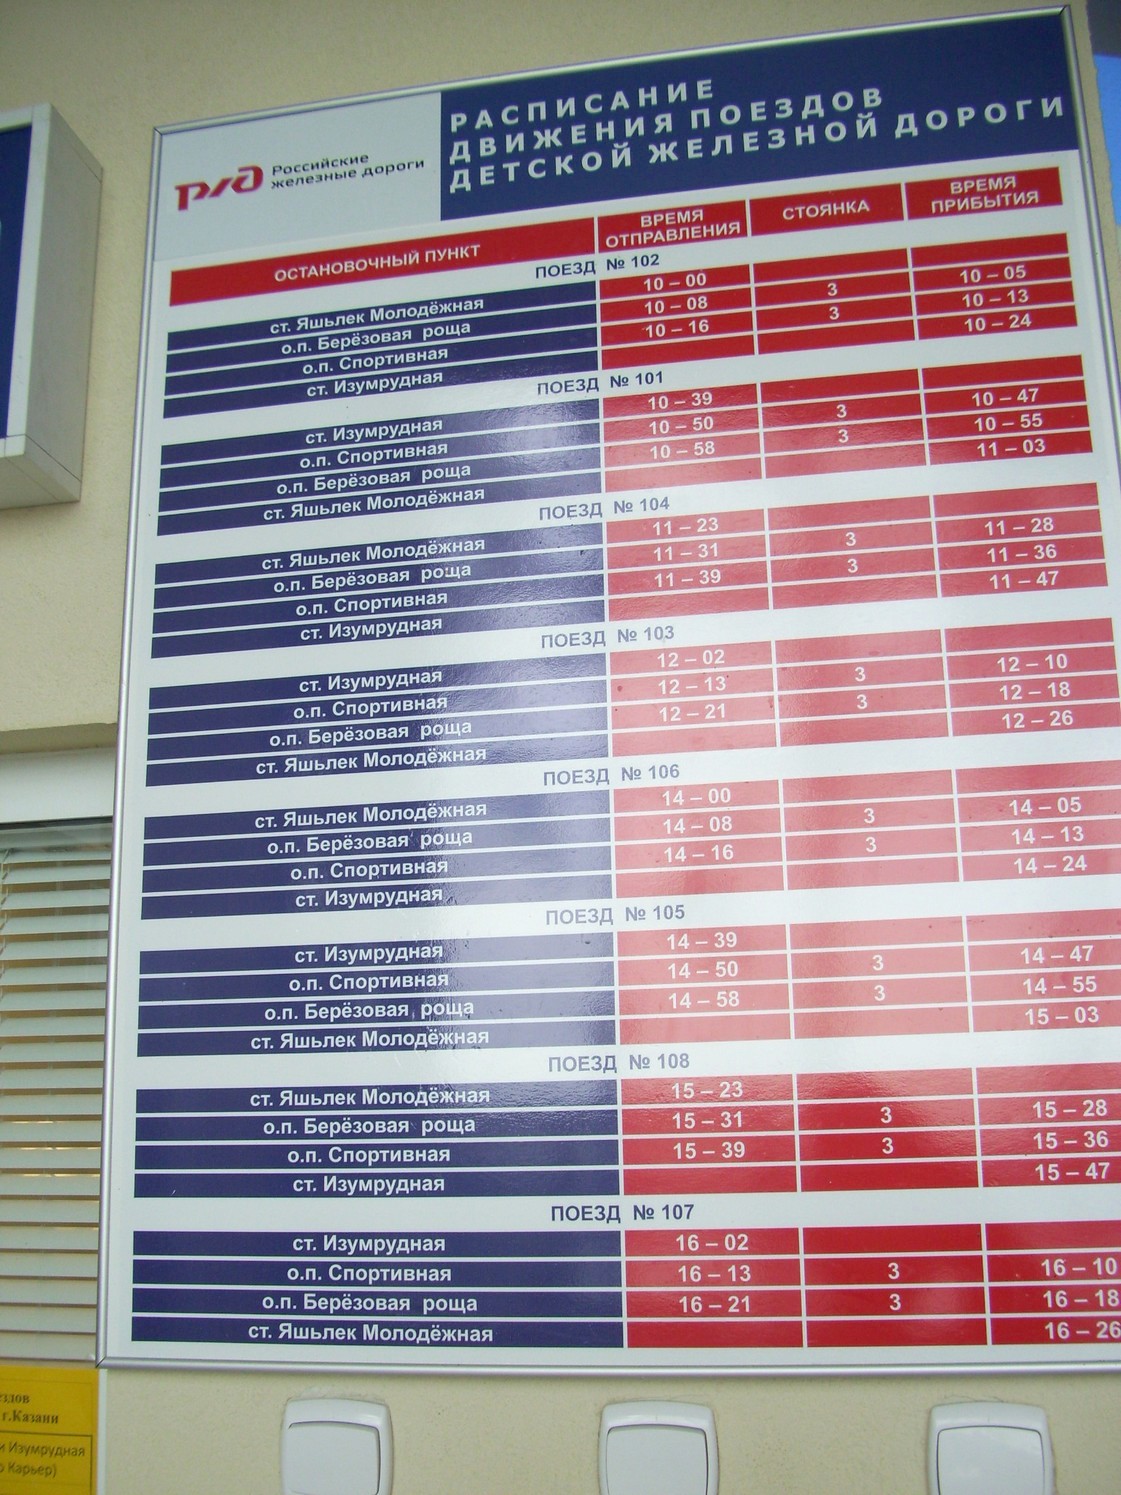 РАСПИСАНИЕ
ДВИЖЕНИЯ ПОЕЗДОВ
ДЕТСКОЙ ЖЕЛЕЗНОЙ ДОРОГИ
Российские
железные дороги
ОСТАНОВОЧНЫЙ ПУНКТ ВРЕМЯ ОТПРАВЛЕНИЯ СТОЯНКА ВРЕМЯ ПРИБЫТИЯ
ПОЕЗД № 102
ст. Яшьлек Молодёжная 10 – 00
о.п. Берёзовая роща 10 – 08 3 10 – 05
о.п. Спортивная 10 – 16 3 10 – 13
ст. Изумрудная 10 – 24
ПОЕЗД № 101
ст. Изумрудная 10 – 39
о.п. Спортивная 10 – 50 3 10 – 47
о.п. Берёзовая роща 10 – 58 3 10 – 55
ст. Яшьлек Молодёжная 11 – 03
ПОЕЗД № 104
ст. Яшьлек Молодёжная 11 – 23
о.п. Берёзовая роща 11 – 31 3 11 – 28
о.п. Спортивная 11 – 39 3 11 – 36
ст. Изумрудная 11 – 47
ПОЕЗД № 103
ст. Изумрудная 12 – 02
о.п. Спортивная 12 – 13 3 12 – 10
о.п. Берёзовая роща 12 – 21 3 12 – 18
ст. Яшьлек Молодёжная 12 – 26
ПОЕЗД № 106
ст. Яшьлек Молодёжная 14 – 00
о.п. Берёзовая роща 14 – 08 3 14 – 05
о.п. Спортивная 14 – 16 3 14 – 13
ст. Изумрудная 14 – 24
ПОЕЗД № 105
ст. Изумрудная 14 – 39
о.п. Спортивная 14 – 50 3 14 – 47
о.п. Берёзовая роща 14 – 58 3 14 – 55
ст. Яшьлек Молодёжная 15 – 03
ПОЕЗД № 108
ст. Яшьлек Молодёжная 15 – 23
о.п. Берёзовая роща 15 – 31 3 15 – 28
о.п. Спортивная 15 – 39 3 15 – 36
ст. Изумрудная 15 – 47
ПОЕЗД № 107
ст. Изумрудная 16 – 02
о.п. Спортивная 16 – 13 3 16 – 10
о.п. Берёзовая роща 16 – 21 3 16 – 18
ст. Яшьлек Молодёжная 16 – 26
г.Казани
Изумрудная
Карьер)